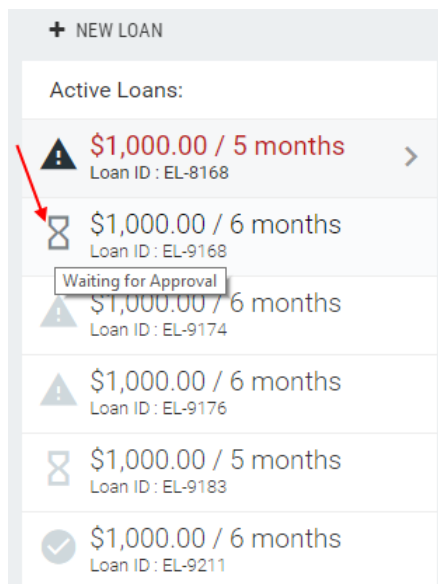 + NEW LOAN
Active Loans:
$1,000.00 / 5 months
Loan ID : EL-8168
$1,000.00 / 6 months
Loan ID : EL-9168
Waiting for Approval
$1,000.00 / 6 months
Loan ID : EL-9174
$1,000.00 / 6 months
Loan ID : EL-9176
$1,000.00 / 5 months
Loan ID : EL-9183
$1,000.00 / 6 months
Loan ID : EL-9211